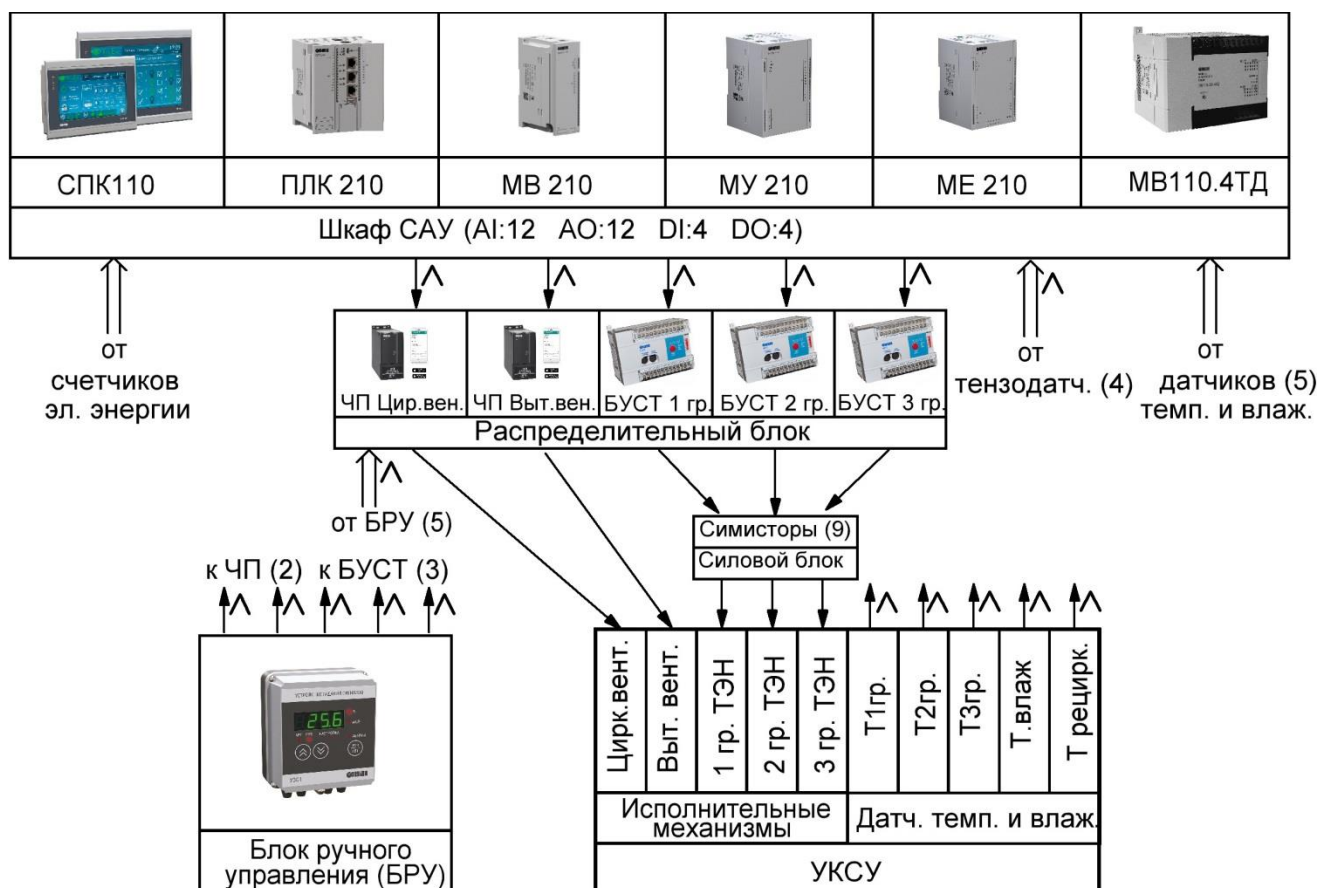 СПК110
ПЛК 210
МВ 210
МУ 210
МЕ 210
МВ110.4ТД
Шкаф САУ (AI:12 AO:12 DI:4 DO:4)
от
счетчиков
эл. энергии
ЧП Цир.вен.
ЧП Выт.вен.
БУСТ 1 гр.
БУСТ 2 гр.
БУСТ 3 гр.
Распределительный блок
от
тензодатч. (4)
от
датчиков (5)
темп. и влаж.
от БРУ (5)
к ЧП (2) к БУСТ (3)
Симисторы (9)
Силовой блок
25.6
Блок ручного
управления (БРУ)
Цирк.вент.
Выт. вент.
1 гр. ТЭН
2 гр. ТЭН
3 гр. ТЭН
Т1гр.
Т2гр.
Т3гр.
Т.влаж
Т рецирк.
Исполнительные
механизмы
Датч. темп. и влаж.
УКСУ